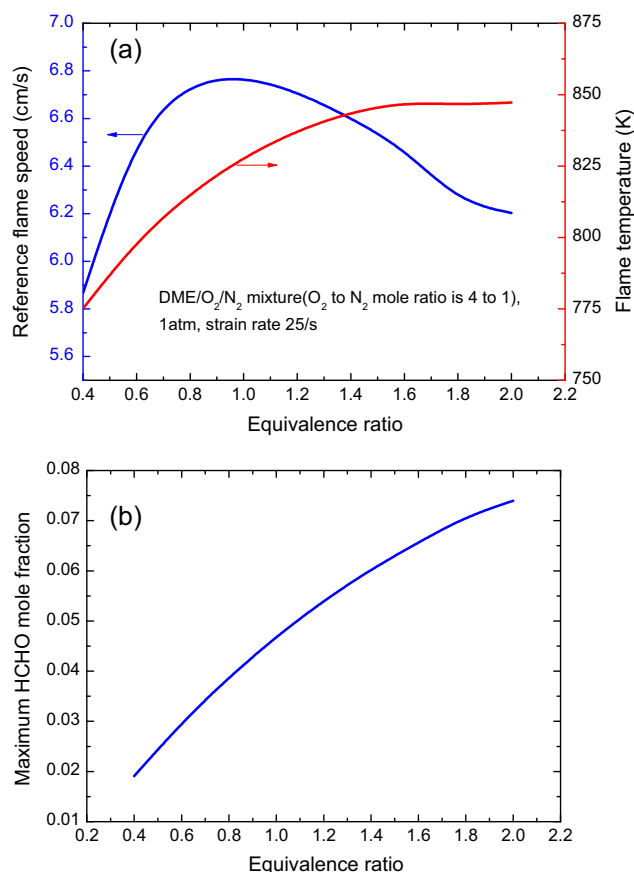 (a)
Reference flame speed (cm/s)
7.0
6.8
6.6
6.4
6.2
6.0
5.8
5.6
875
850
825
800
775
750
Flame temperature (K)
DME/O₂/N₂ mixture(O₂ to N₂ mole ratio is 4 to 1),
1atm, strain rate 25/s
0.4 0.6 0.8 1.0 1.2 1.4 1.6 1.8 2.0
Equivalence ratio
(b)
Maximum HCHO mole fraction
0.08
0.07
0.06
0.05
0.04
0.03
0.02
0.01
0.2 0.4 0.6 0.8 1.0 1.2 1.4 1.6 1.8 2.0 2.2
Equivalence ratio